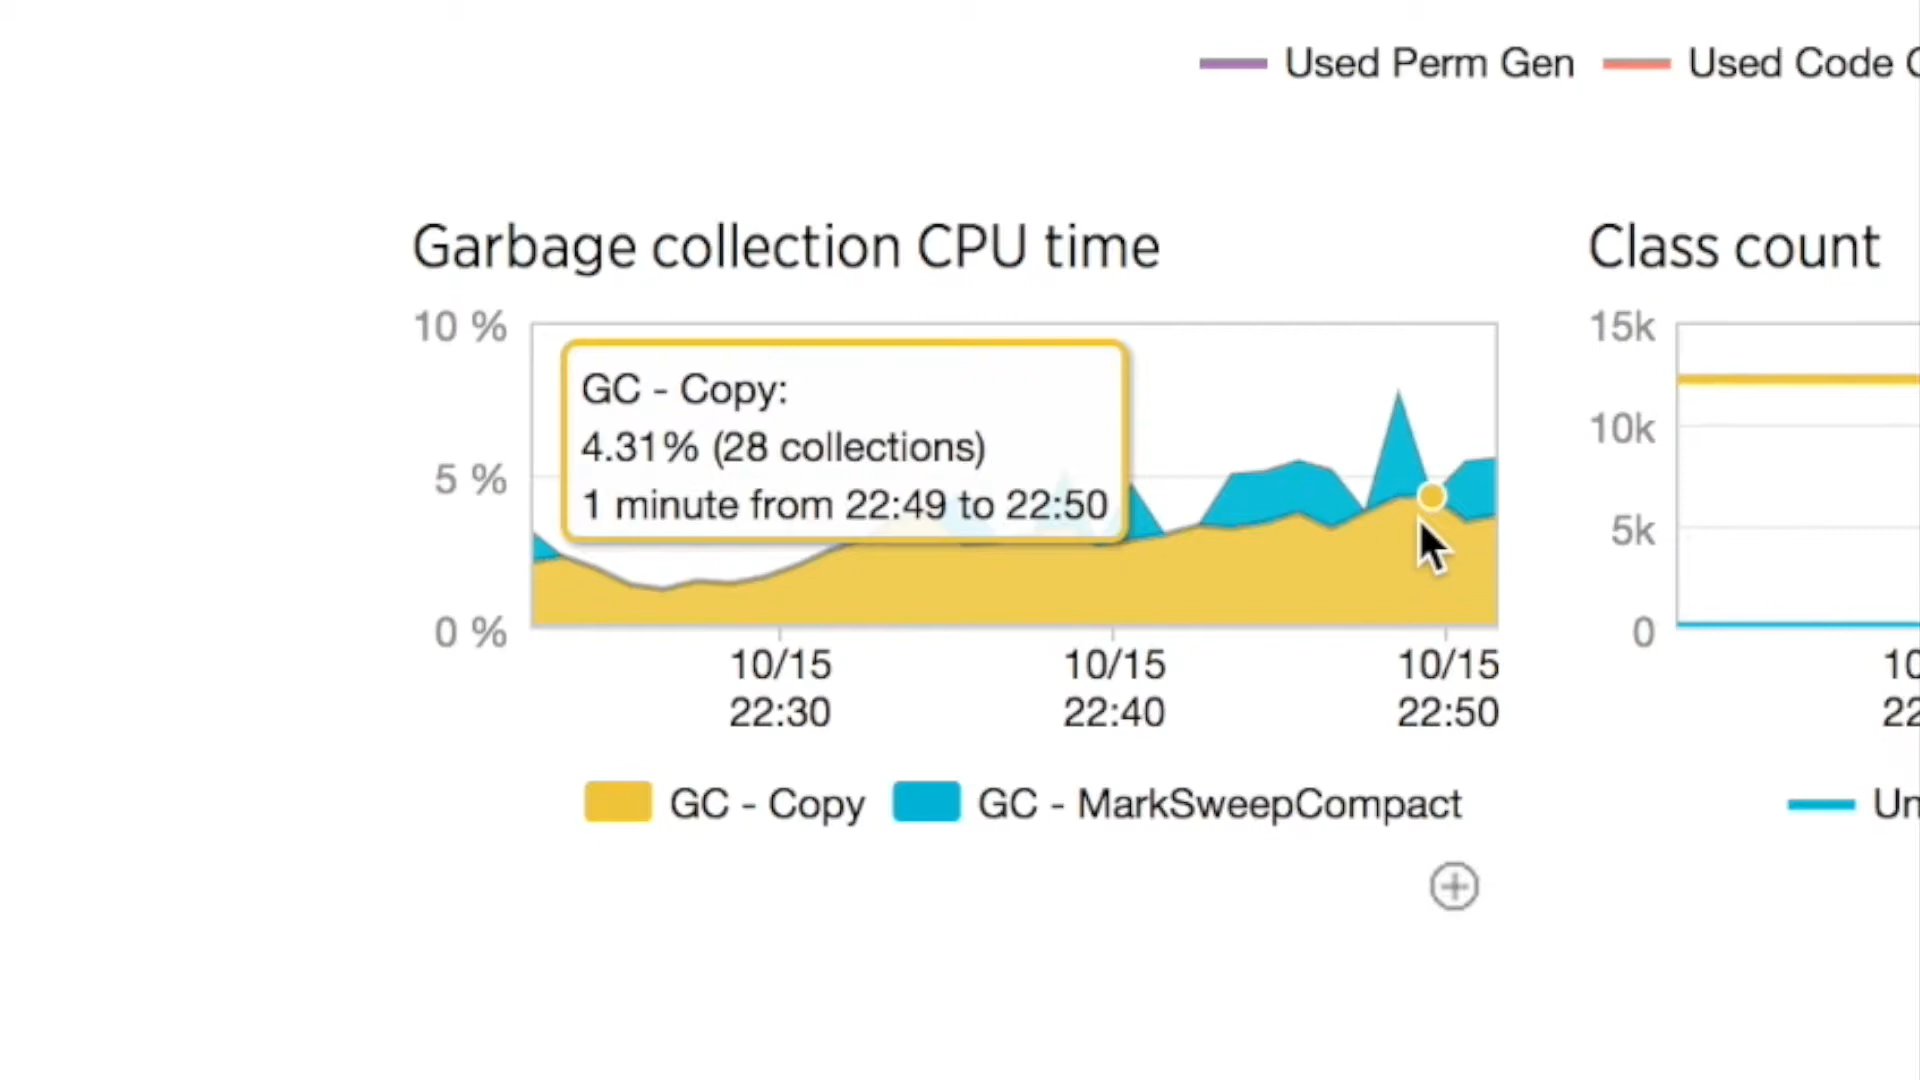 Used Perm Gen
Used Code
Garbage collection CPU time
10 %
5 %
0 %
GC - Copy:
4.31% (28 collections)
1 minute from 22:49 to 22:50
10/15
22:30
10/15
22:40
10/15
22:50
GC - Copy
GC - MarkSweepCompact
Class count
15k
10k
5k
0